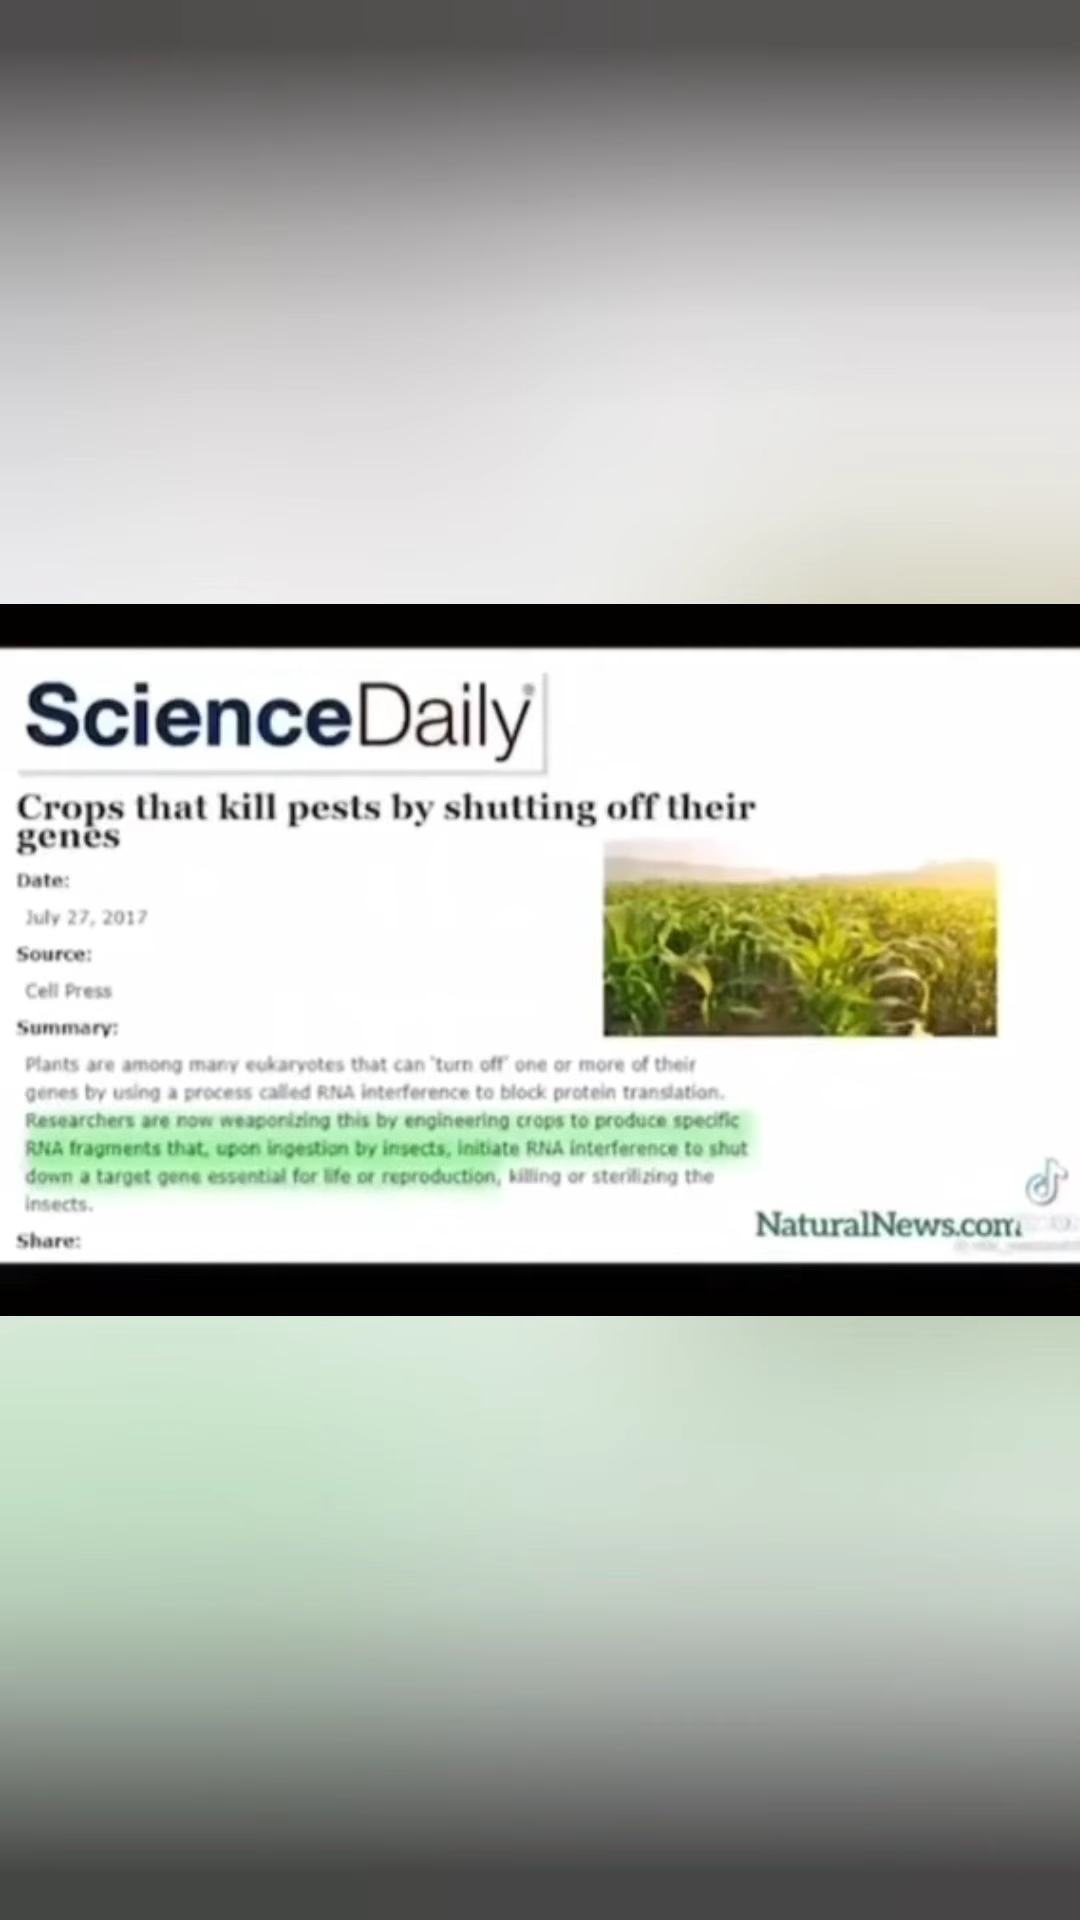 ScienceDaily®
Crops that kill pests by shutting off their
genes
Date:
July 27, 2017
Source:
Cell Press
Summary:
Plants are among many eukaryotes that can "turn off" one or more of their
genes by using a process called RNA interference to block protein translation.
Researchers are now weaponizing this by engineering crops to produce specific
RNA fragments that, upon ingestion by insects, initiate RNA interference to shut
down a target gene essential for life or reproduction, killing or sterilizing the
insects.
NaturalNews.com
Share: